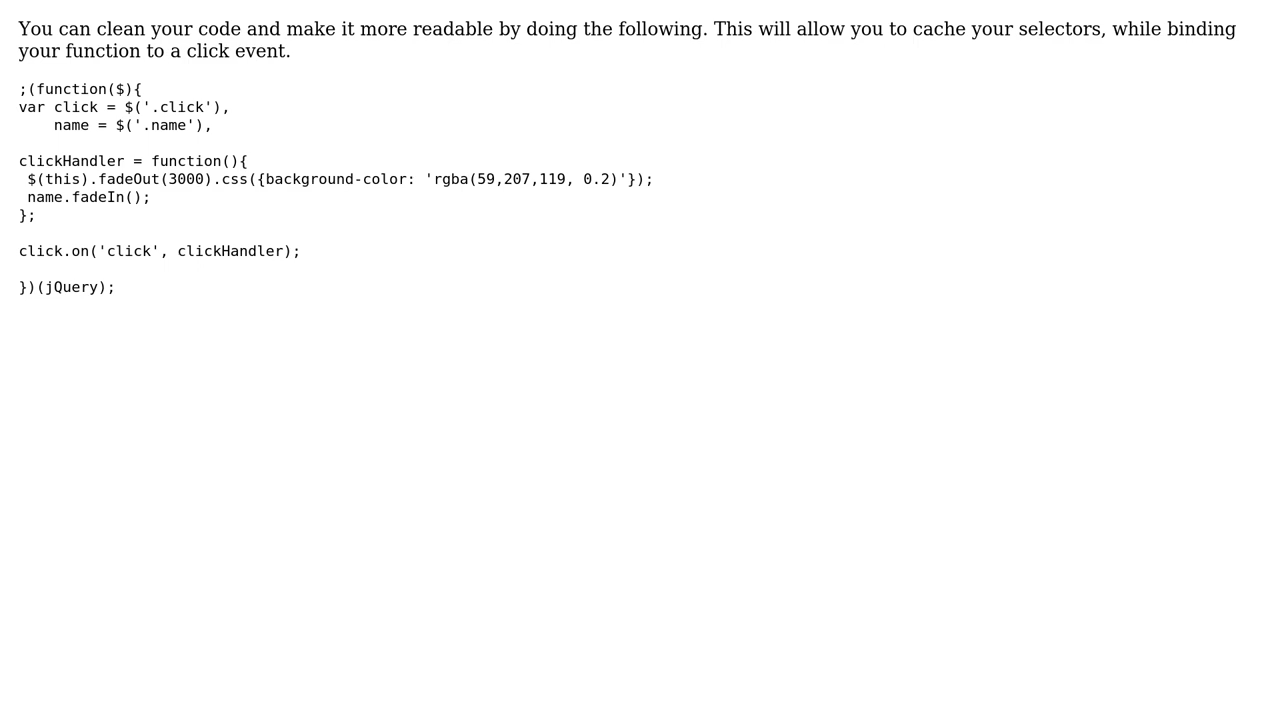 You can clean your code and make it more readable by doing the following. This will allow you to cache your selectors, while binding
your function to a click event.
;(function($){
var click = $('.click'),
    name = $('.name'),
clickHandler = function(){
 $(this).fadeOut(3000).css({background-color: 'rgba(59,207,119, 0.2)'});
 name.fadeIn();
};
click.on('click', clickHandler);
})(jQuery);